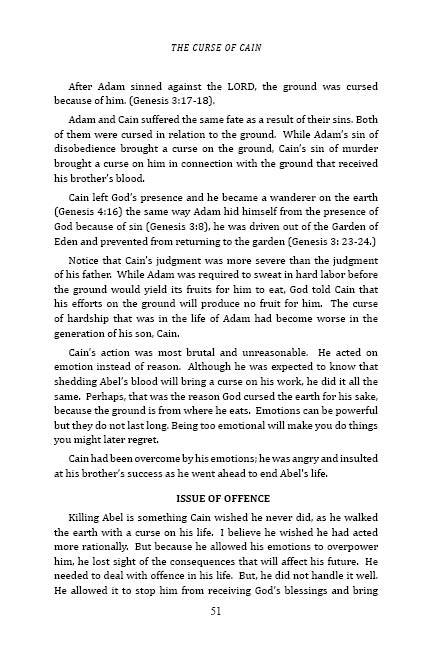 THE CURSE OF CAIN
After Adam sinned against the LORD, the ground was cursed
because of him. (Genesis 3:17-18).
Adam and Cain suffered the same fate as a result of their sins. Both
of them were cursed in relation to the ground. While Adam's sin of
disobedience brought a curse on the ground, Cain's sin of murder
brought a curse on him in connection with the ground that received
his brother's blood.
Cain left God's presence and he became a wanderer on the earth
(Genesis 4:16) the same way Adam hid himself from the presence of
God because of sin (Genesis 3:8), he was driven out of the Garden of
Eden and prevented from returning to the garden (Genesis 3: 23-24.)
Notice that Cain's judgment was more severe than the judgment
of his father. While Adam was required to sweat in hard labor before
the ground would yield its fruits for him to eat, God told Cain that
his efforts on the ground will produce no fruit for him. The curse
of hardship that was in the life of Adam had become worse in the
generation of his son, Cain.
Cain's action was most brutal and unreasonable. He acted on
emotion instead of reason. Although he was expected to know that
shedding Abel's blood will bring a curse on his work, he did it all the
same. Perhaps, that was the reason God cursed the earth for his sake,
because the ground is from where he eats. Emotions can be powerful
but they do not last long. Being too emotional will make you do things
you might later regret.
Cain had been overcome by his emotions; he was angry and insulted
at his brother's success as he went ahead to end Abel's life.
ISSUE OF OFFENCE
Killing Abel is something Cain wished he never did, as he walked
the earth with a curse on his life. I believe he wished he had acted
more rationally. But because he allowed his emotions to overpower
him, he lost sight of the consequences that will affect his future. He
needed to deal with offence in his life. But, he did not handle it well.
He allowed it to stop him from receiving God's blessings and bring
51